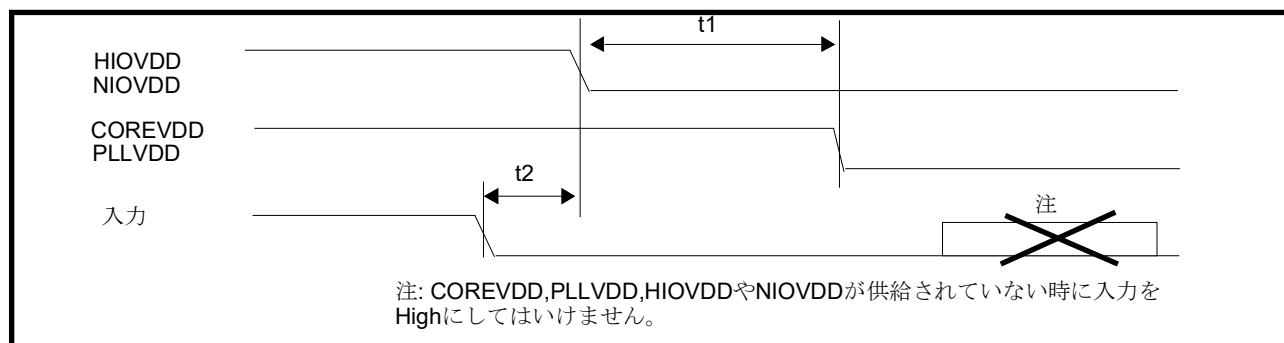 t1
HIOVDD
NIOVDD
COREVDD
PLLVDD
t2
入力
注
注: COREVDD,PLLVDD,HIOVDDやNIOVDDが供給されていない時に入力を
Highにしてはいけません。